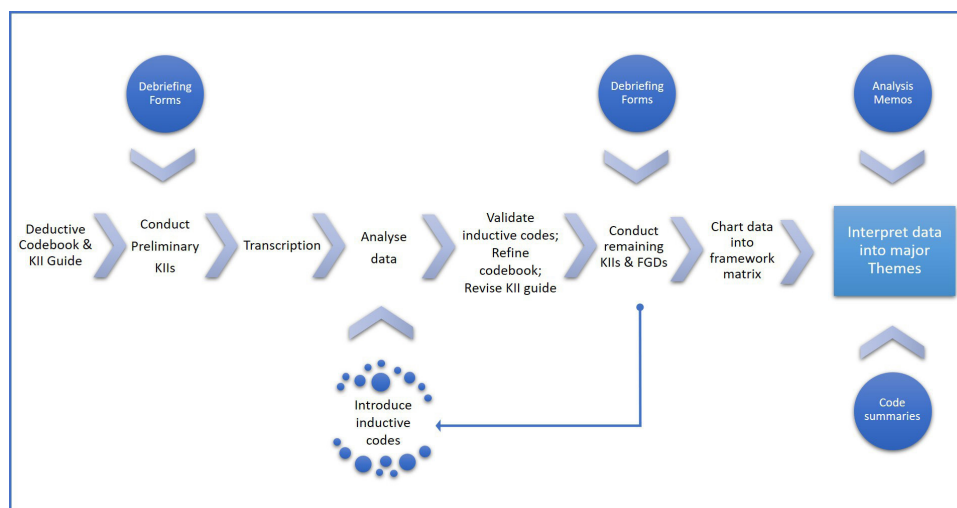 Debriefing
Forms
Debriefing
Forms
Analysis
Memos
Deductive
Codebook &
KII Guide
Conduct
Preliminary
KIIs
Transcription
Analyse
data
Validate
inductive codes;
Refine
codebook;
Revise KII guide
Conduct
remaining
KIIs & FGDs
Chart data
into
framework
matrix
Interpret data
into major
Themes
Introduce
inductive
codes
Code
summaries